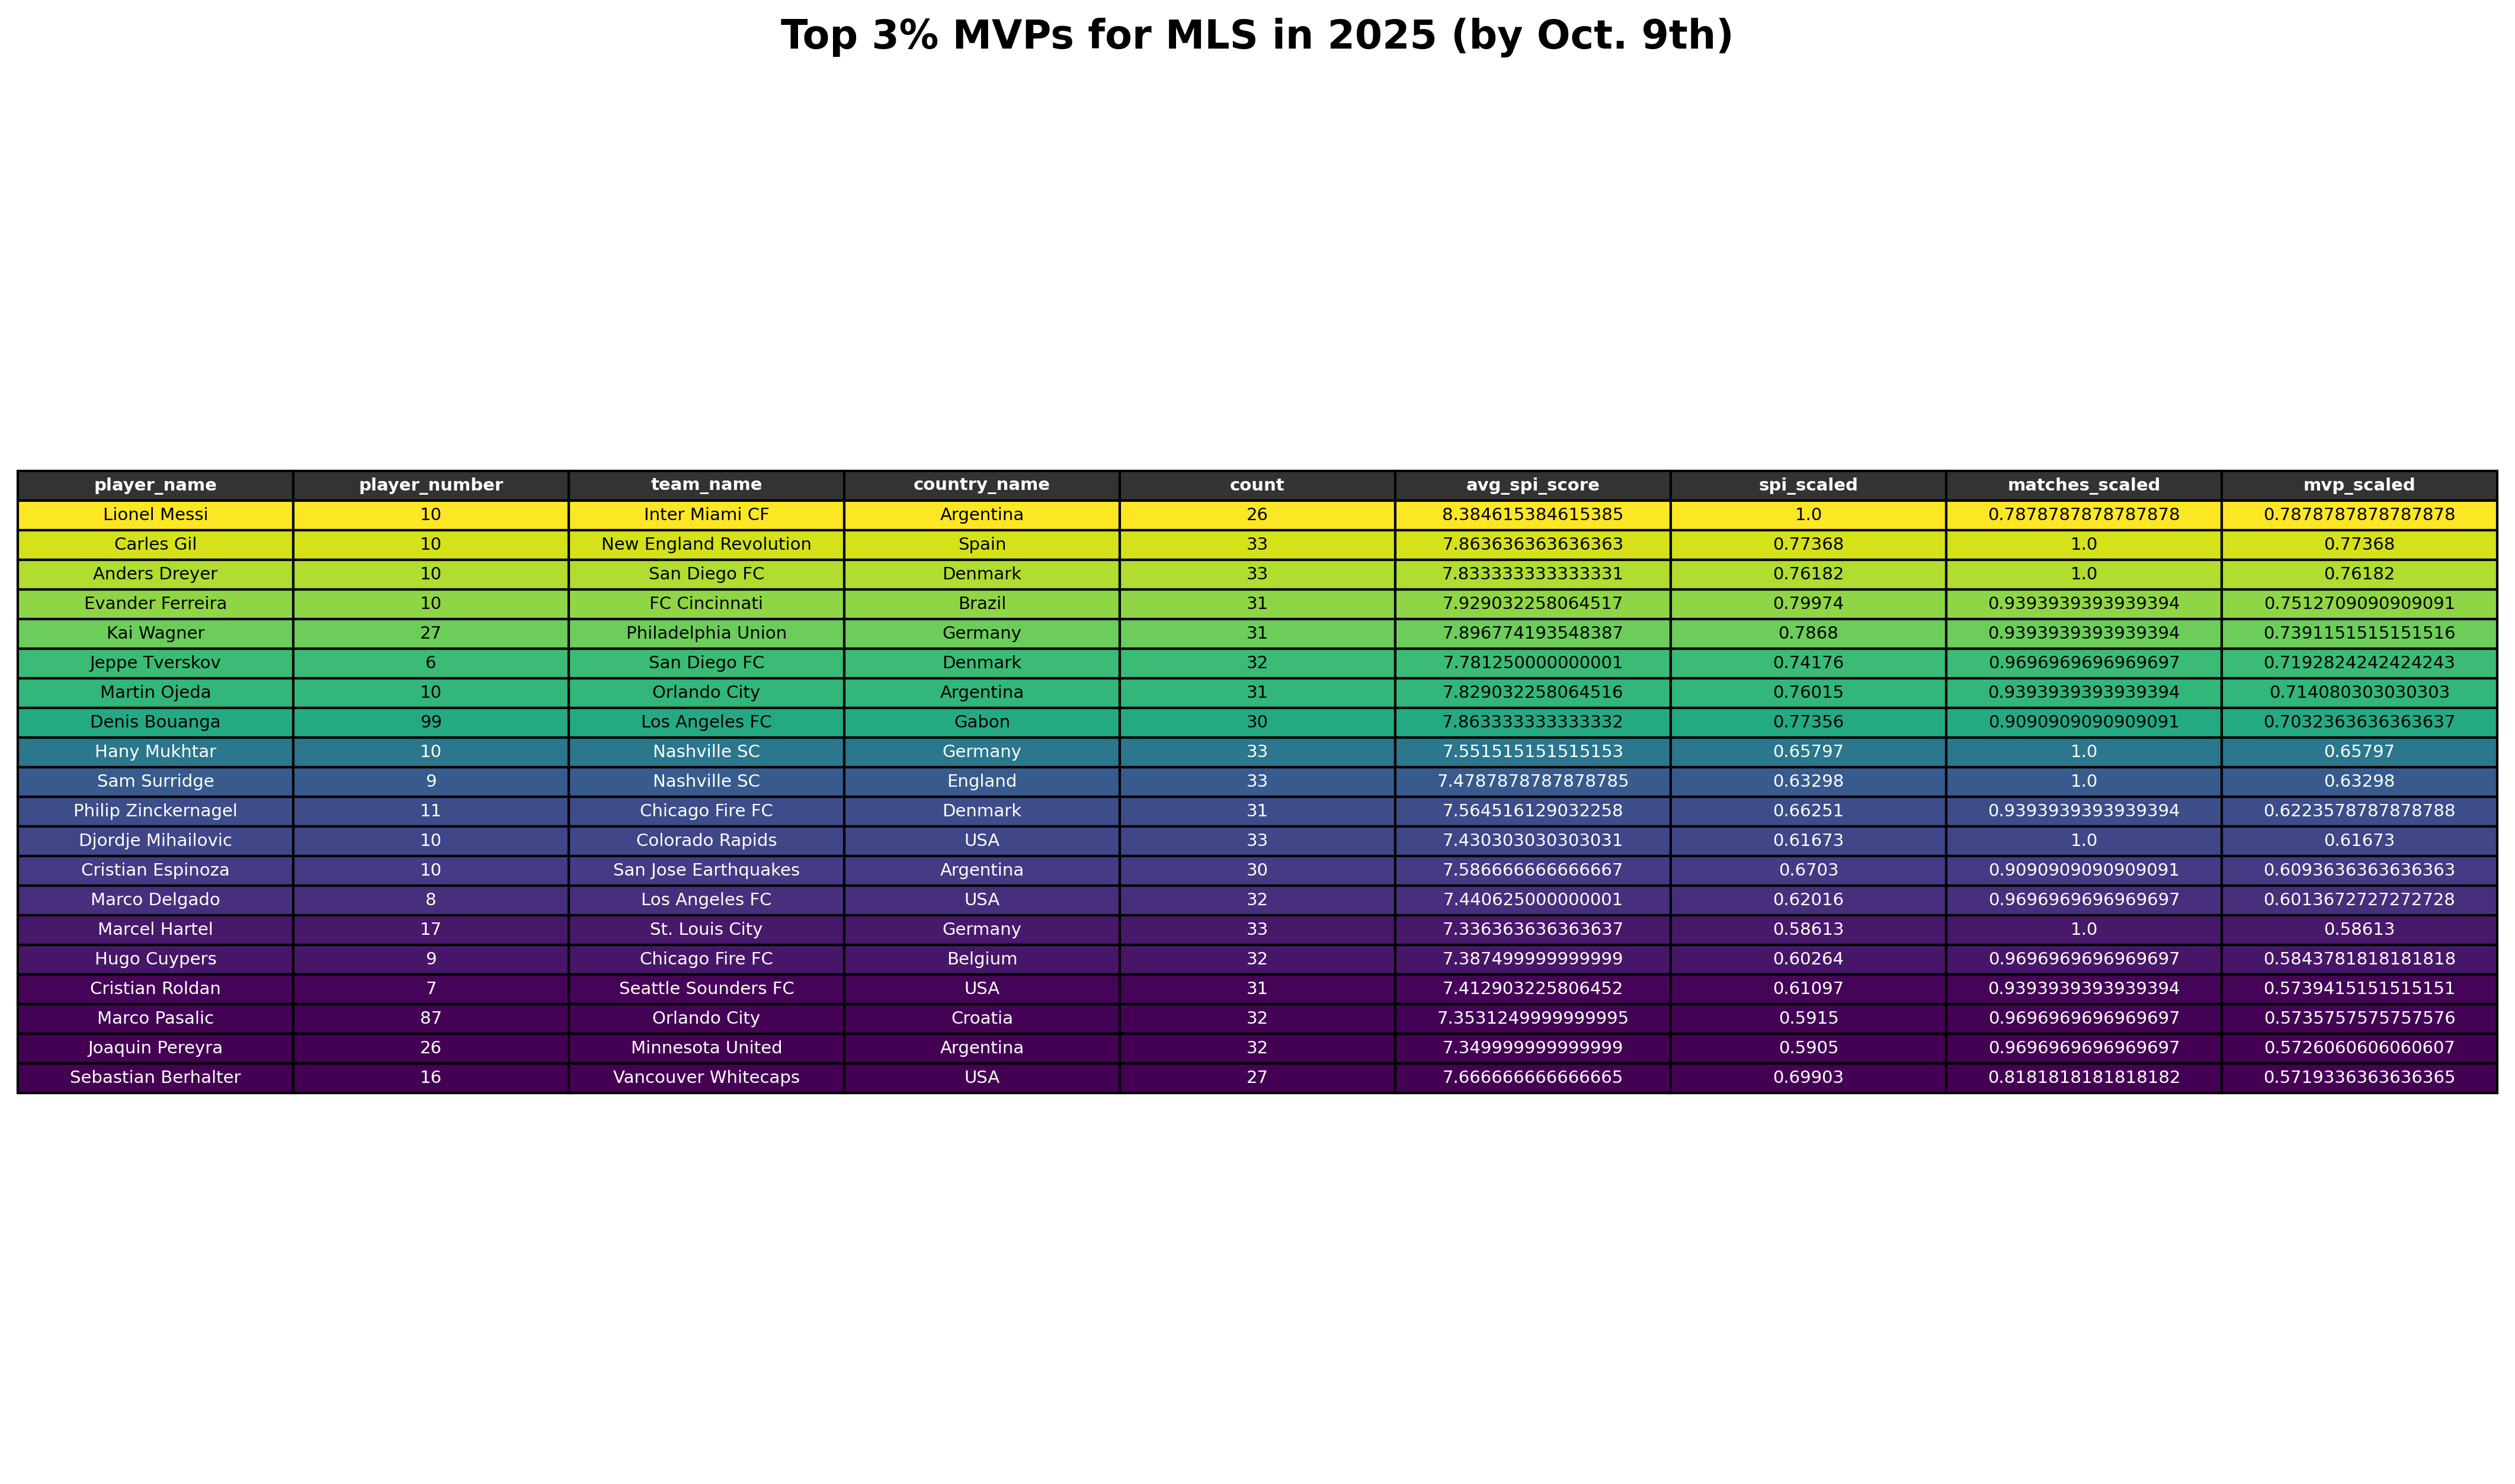 Top 3% MVPs for MLS in 2025 (by Oct. 9th)
player_name player_number team_name country_name count avg_spi_score spi_scaled matches_scaled mvp_scaled
Lionel Messi 10 Inter Miami CF Argentina 26 8.384615384615385 1.0 0.7878787878787878 0.7878787878787878
Carles Gil 10 New England Revolution Spain 33 7.863636363636363 0.77368 1.0 0.77368
Anders Dreyer 10 San Diego FC Denmark 33 7.833333333333331 0.76182 1.0 0.76182
Evander Ferreira 10 FC Cincinnati Brazil 31 7.929032258064517 0.79974 0.9393939393939394 0.7512709090909091
Kai Wagner 27 Philadelphia Union Germany 31 7.896774193548387 0.7868 0.9393939393939394 0.7391151515151516
Jeppe Tverskov 6 San Diego FC Denmark 32 7.781250000000001 0.74176 0.9696969696969697 0.7192824242424243
Martin Ojeda 10 Orlando City Argentina 31 7.829032258064516 0.76015 0.9393939393939394 0.714080303030303
Denis Bouanga 99 Los Angeles FC Gabon 30 7.863333333333332 0.77356 0.9090909090909091 0.7032363636363637
Hany Mukhtar 10 Nashville SC Germany 33 7.551515151515153 0.65797 1.0 0.65797
Sam Surridge 9 Nashville SC England 33 7.4787878787878785 0.63298 1.0 0.63298
Philip Zinckernagel 11 Chicago Fire FC Denmark 31 7.564516129032258 0.66251 0.9393939393939394 0.6223578787878788
Djordje Mihailovic 10 Colorado Rapids USA 33 7.430303030303031 0.61673 1.0 0.61673
Cristian Espinoza 10 San Jose Earthquakes Argentina 30 7.586666666666667 0.6703 0.9090909090909091 0.6093636363636363
Marco Delgado 8 Los Angeles FC USA 32 7.440625000000001 0.62016 0.9696969696969697 0.6013672727272728
Marcel Hartel 17 St. Louis City Germany 33 7.336363636363637 0.58613 1.0 0.58613
Hugo Cuypers 9 Chicago Fire FC Belgium 32 7.387499999999999 0.60264 0.9696969696969697 0.5843781818181818
Cristian Roldan 7 Seattle Sounders FC USA 31 7.412903225806452 0.61097 0.9393939393939394 0.5739415151515151
Marco Pasalic 87 Orlando City Croatia 32 7.3531249999999995 0.5915 0.9696969696969697 0.5735757575757576
Joaquin Pereyra 26 Minnesota United Argentina 32 7.349999999999999 0.5905 0.9696969696969697 0.5726060606060607
Sebastian Berhalter 16 Vancouver Whitecaps USA 27 7.666666666666665 0.69903 0.8181818181818182 0.5719336363636365